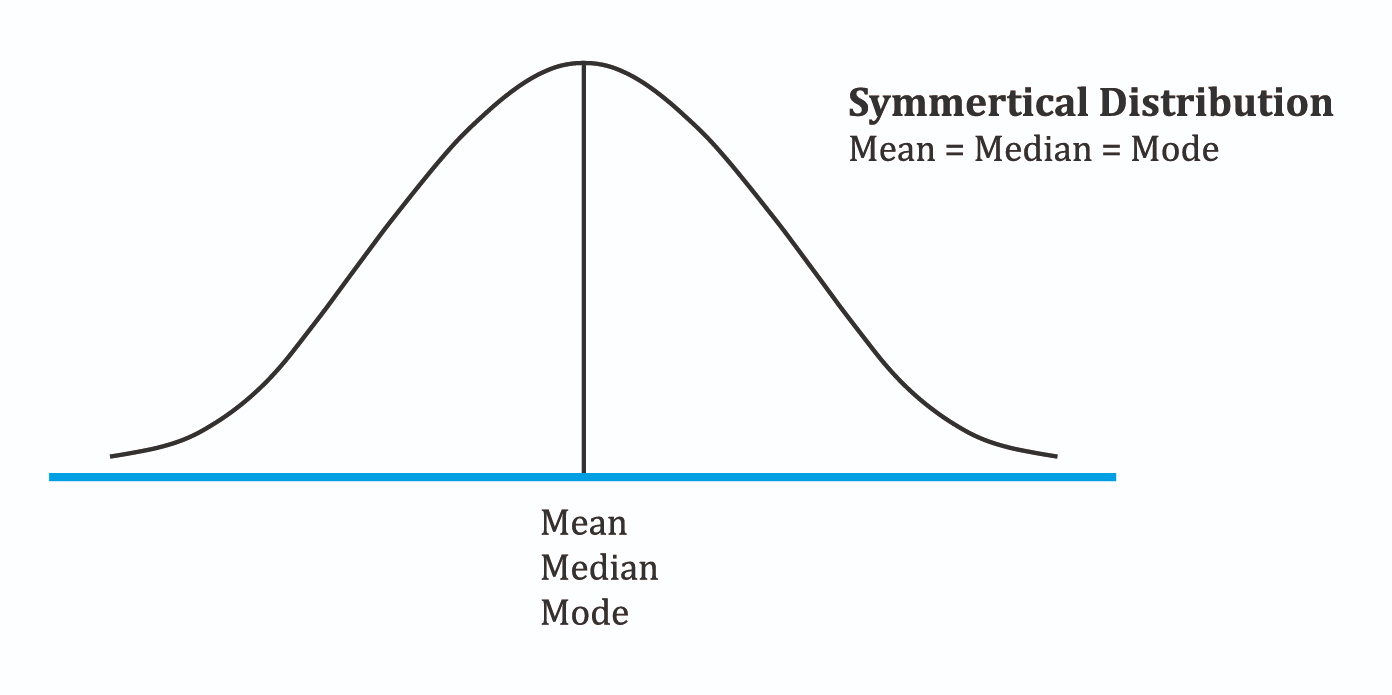 Symmertical Distribution
Mean = Median = Mode
Mean
Median
Mode